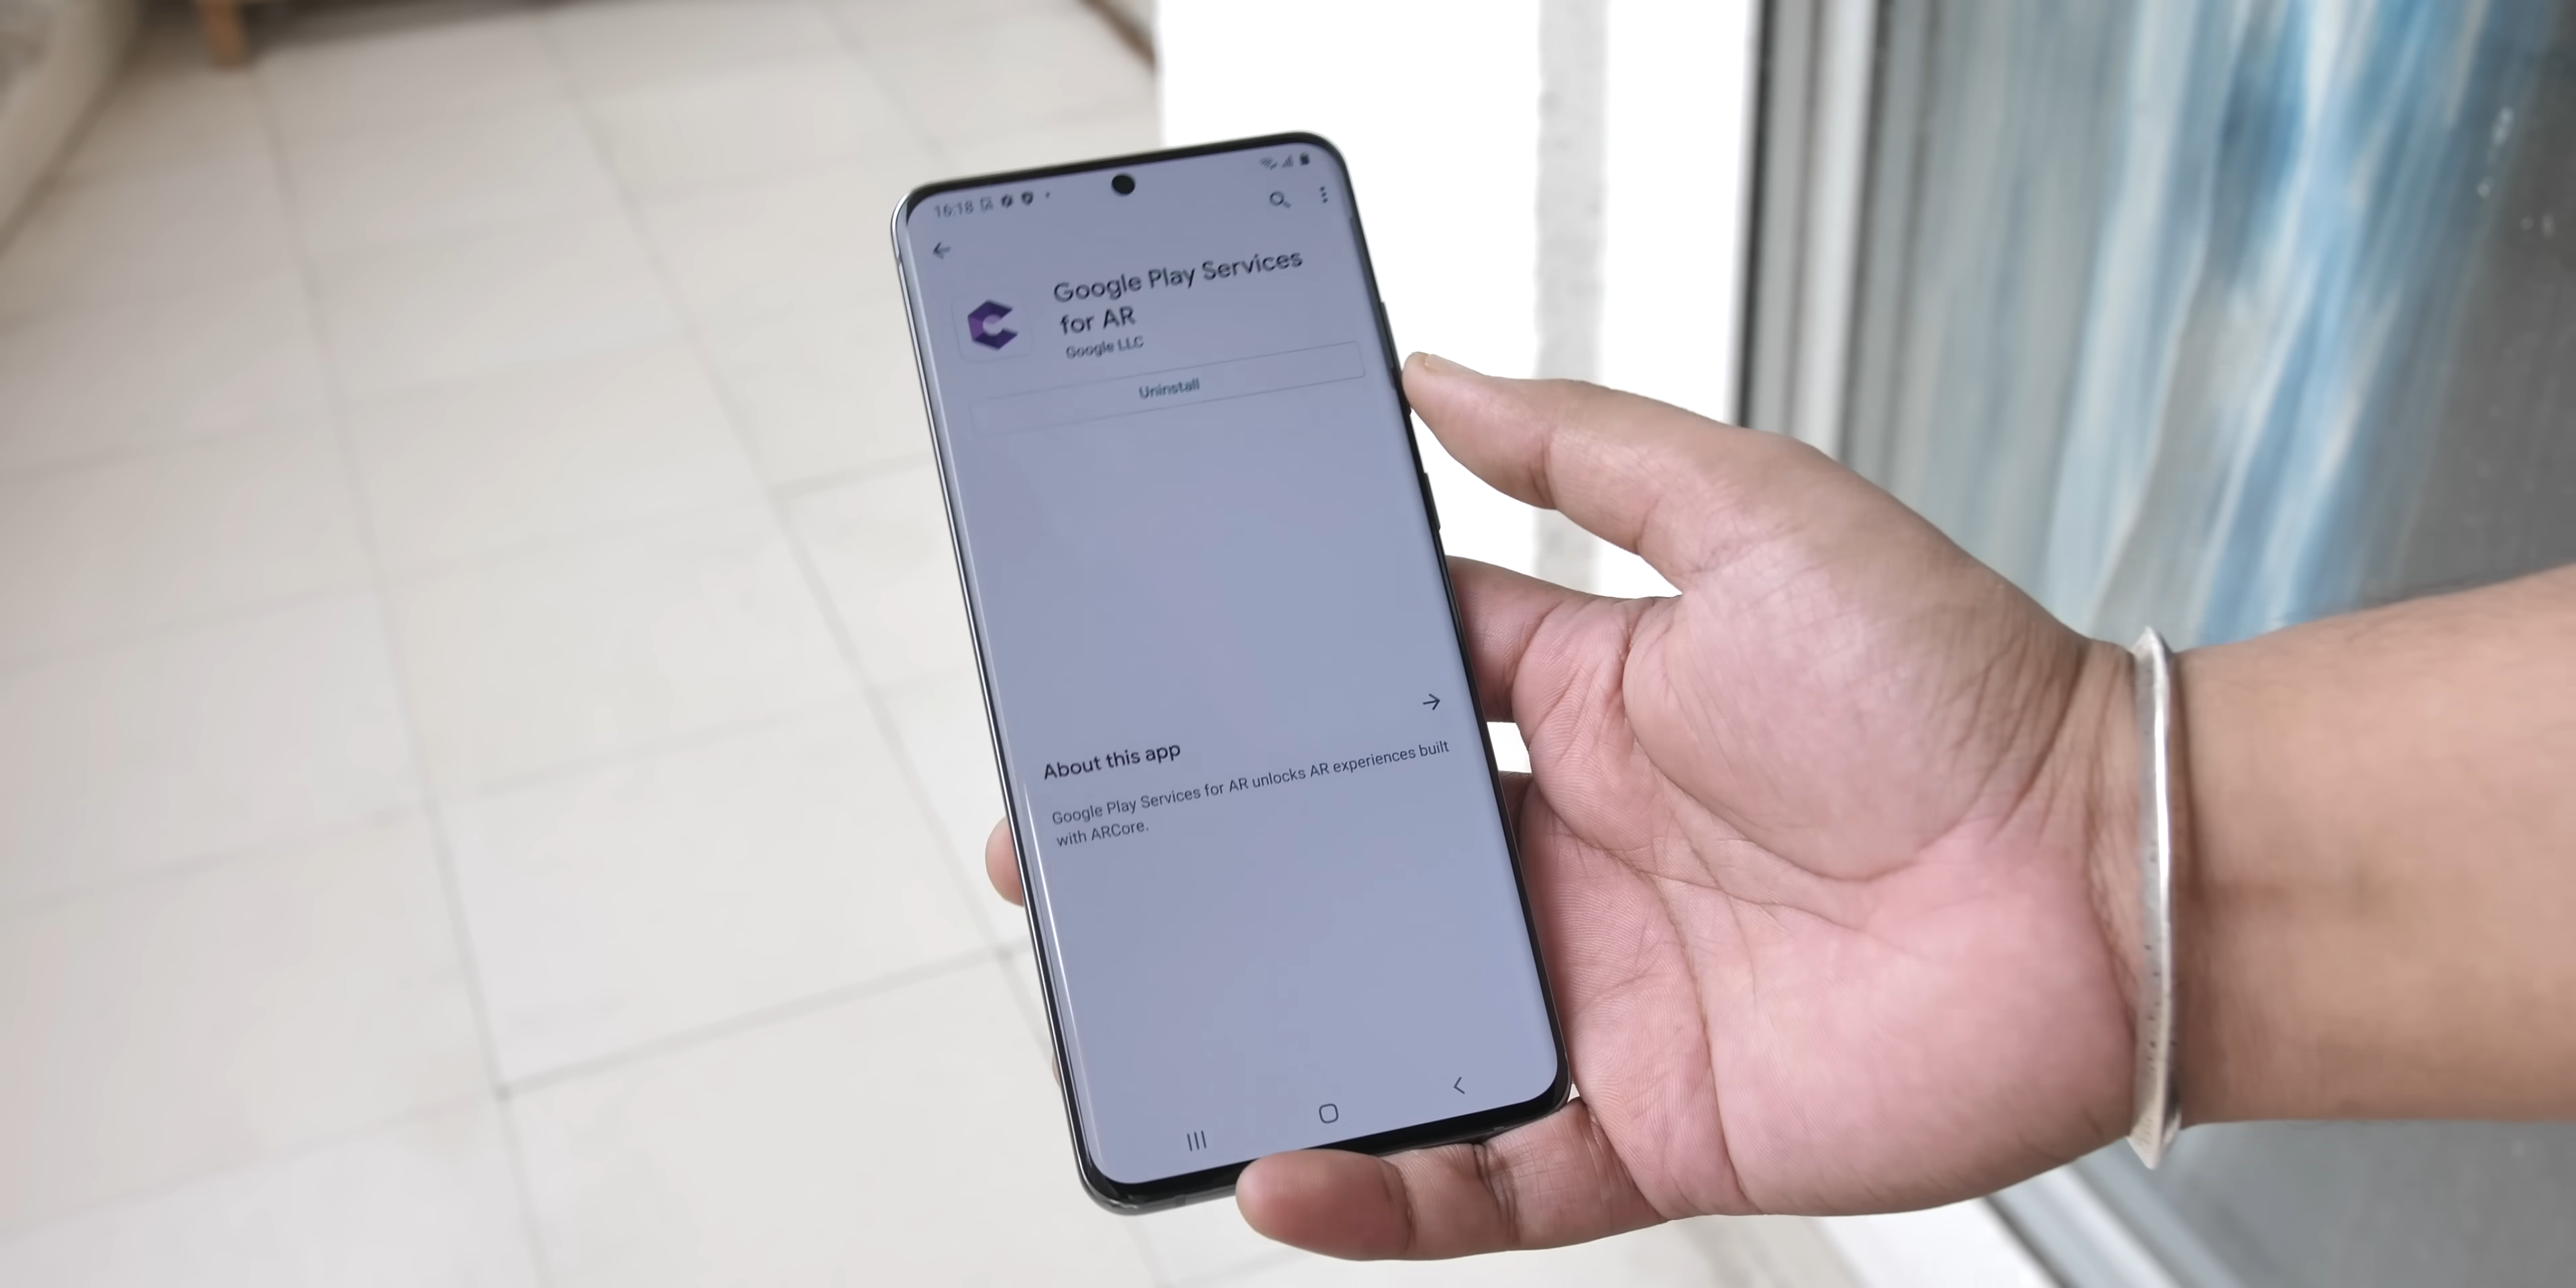 16:18
Google Play Services
for AR
Google LLC
Uninstall
About this app
Google Play Services for AR unlocks AR experiences built
with ARCore.